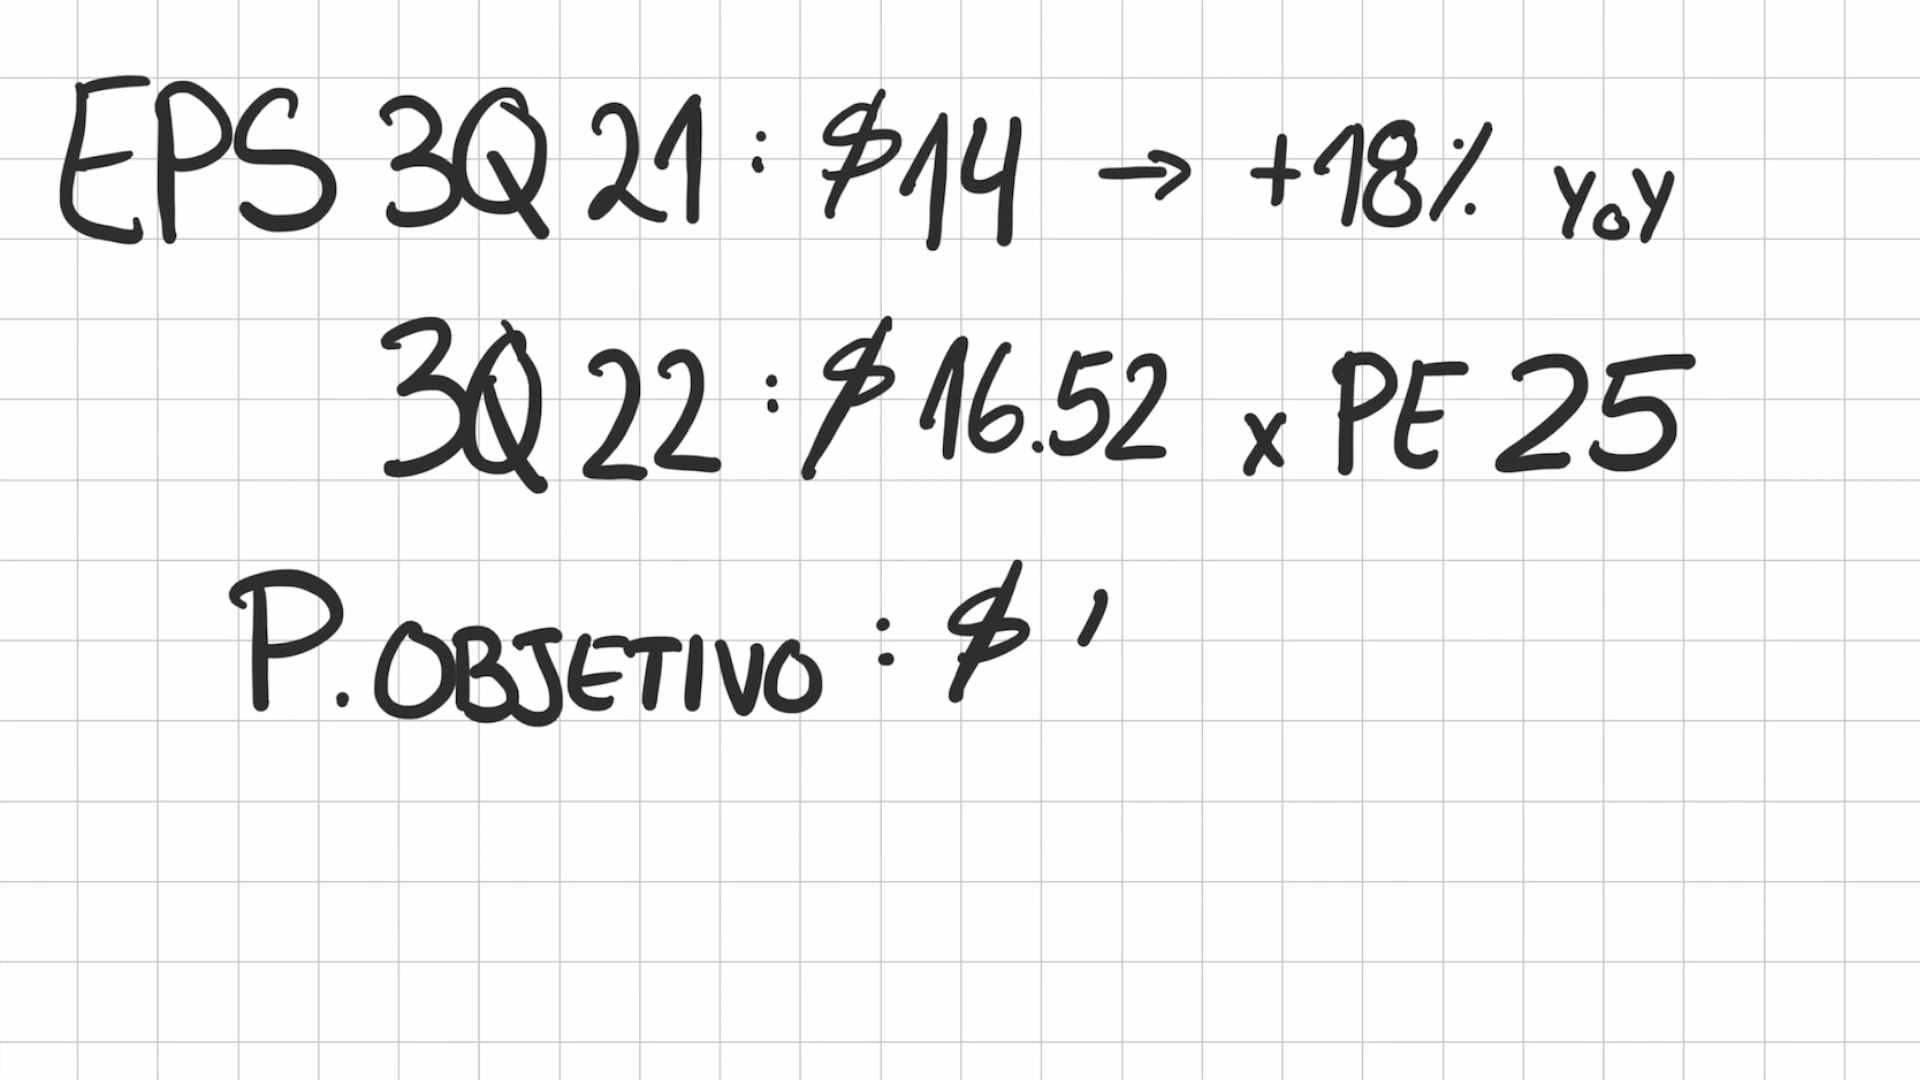 EPS 3Q 21 : $14 → +18% YoY
3Q 22 : $ 16.52 x PE 25
P. OBJETIVO : $